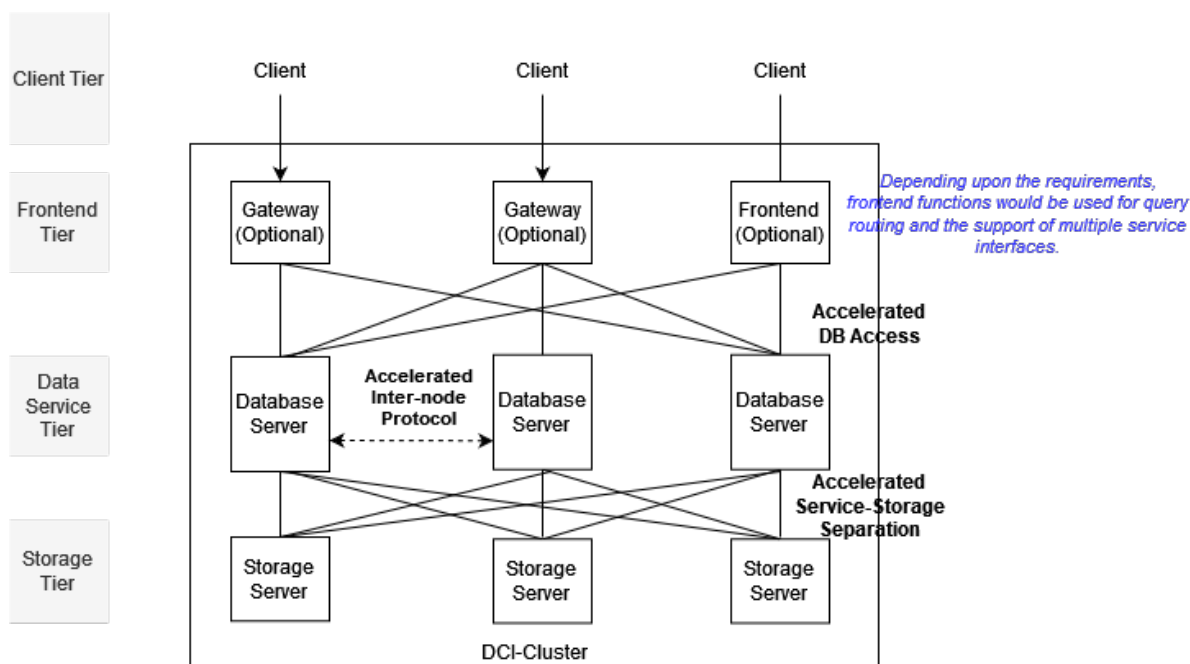 Client Tier
Client
Client
Client
Frontend
Tier
Gateway
(Optional)
Gateway
(Optional)
Frontend
(Optional)
Depending upon the requirements,
frontend functions would be used for query
routing and the support of multiple service
interfaces.
Accelerated
DB Access
Data
Service
Tier
Database
Server
Accelerated
Inter-node
Protocol
Database
Server
Database
Server
Accelerated
Service-Storage
Separation
Storage
Tier
Storage
Server
Storage
Server
Storage
Server
DCI-Cluster